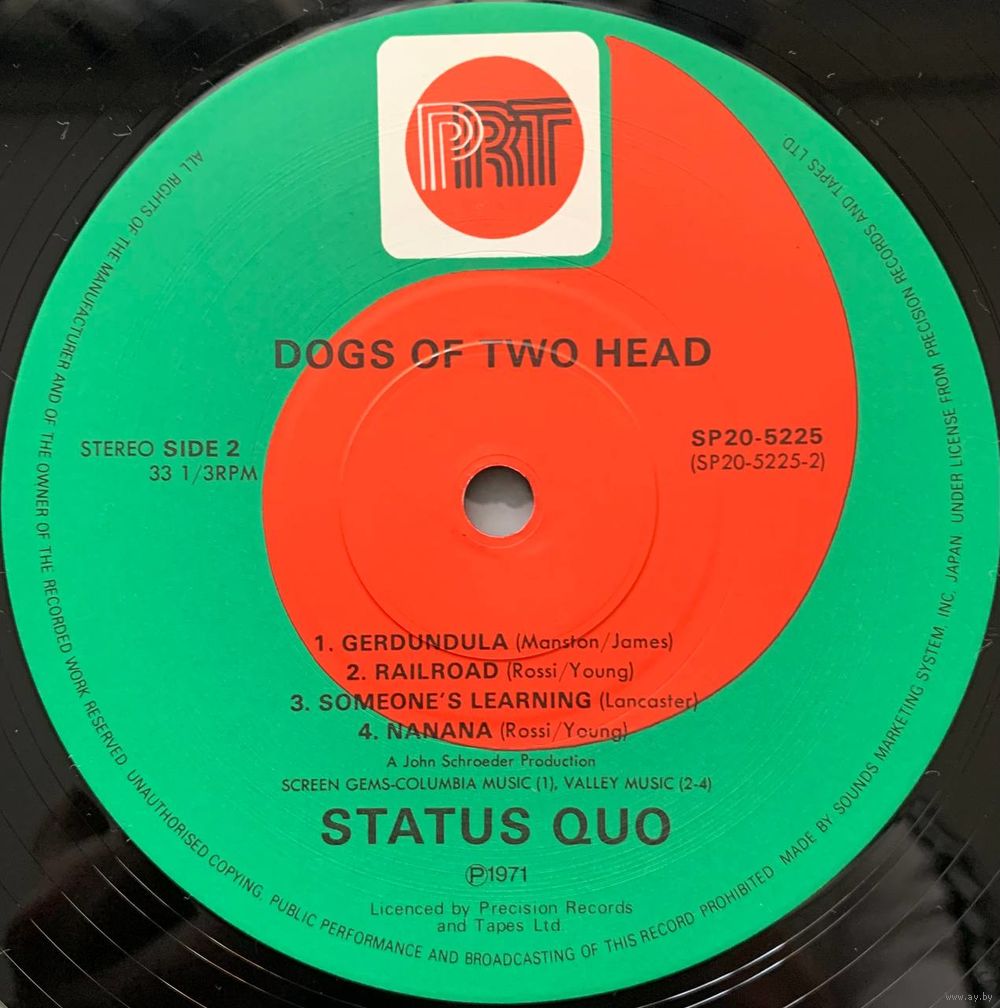 PRT
DOGS OF TWO HEAD
STEREO SIDE 2
33 1/3RPM
SP20-5225
(SP20-5225-2)
1. GERDUNDULA (Manston/James)
2. RAILROAD (Rossi/Young)
3. SOMEONE'S LEARNING (Lancaster)
4. NANANA (Rossi/Young)
A John Schroeder Production
SCREEN GEMS-COLUMBIA MUSIC (1), VALLEY MUSIC (2-4)
STATUS QUO
Ⓟ1971
Licenced by Precision Records
and Tapes Ltd.
ALL RIGHTS OF THE MANUFACTURER AND OF THE OWNER OF THE RECORDED WORK RESERVED. UNAUTHORISED COPYING, PUBLIC PERFORMANCE AND BROADCASTING OF THIS RECORD PROHIBITED MADE BY SOUNDS MARKETING SYSTEM, INC, JAPAN. UNDER LICENSE FROM PRECISION RECORDS AND TAPES LTD.
www.ay.by